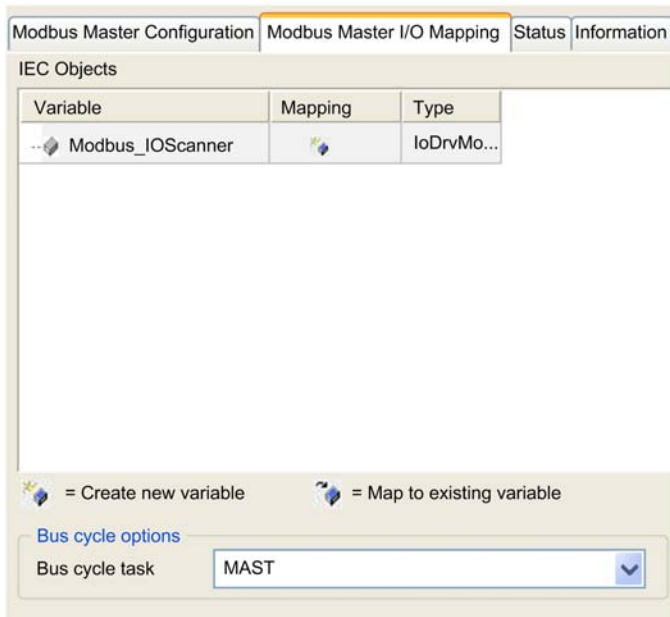 Modbus Master Configuration Modbus Master I/O Mapping Status Information
IEC Objects
Variable Mapping Type
Modbus_IOScanner IoDrvMo...
= Create new variable = Map to existing variable
Bus cycle options
Bus cycle task MAST